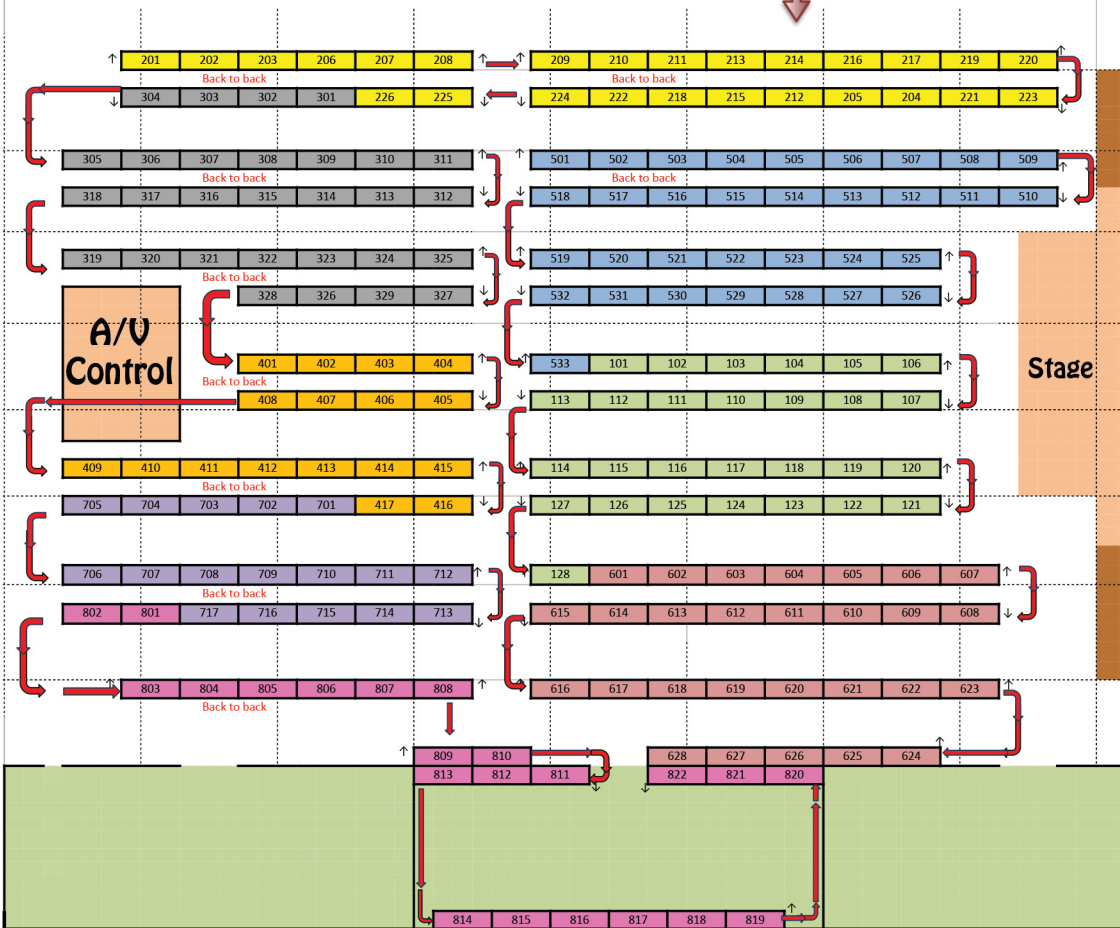 201 202 203 206 207 208 209 210 211 213 214 216 217 219 220
Back to back Back to back
304 303 302 301 226 225 224 222 218 215 212 205 204 221 223
305 306 307 308 309 310 311 501 502 503 504 505 506 507 508 509
Back to back Back to back
318 317 316 315 314 313 312 518 517 516 515 514 513 512 511 510
319 320 321 322 323 324 325 519 520 521 522 523 524 525
Back to back
328 326 329 327 532 531 530 529 528 527 526
A/V
Control
401 402 403 404 533 101 102 103 104 105 106
Stage
Back to back
408 407 406 405 113 112 111 110 109 108 107
409 410 411 412 413 414 415 114 115 116 117 118 119 120
Back to back
705 704 703 702 701 417 416 127 126 125 124 123 122 121
706 707 708 709 710 711 712 128 601 602 603 604 605 606 607
Back to back
802 801 717 716 715 714 713 615 614 613 612 611 610 609 608
803 804 805 806 807 808 616 617 618 619 620 621 622 623
Back to back
809 810 628 627 626 625 624
813 812 811 822 821 820
814 815 816 817 818 819